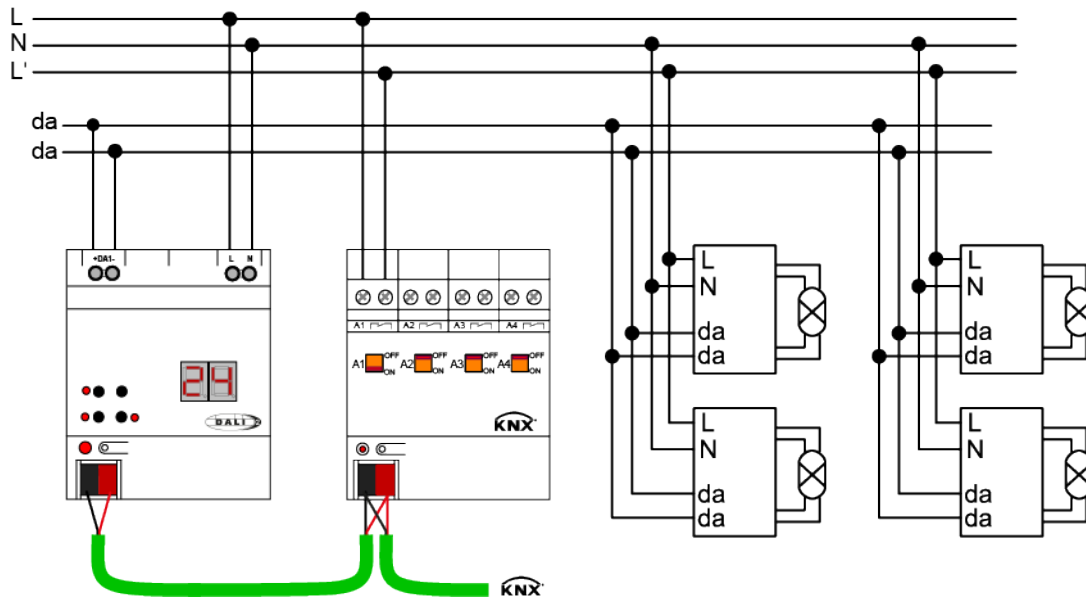 L
N
L'
da
da
+DA1-
L N
24
DALI
A1 A2 A3 A4
A1 OFF ON A2 OFF ON A3 OFF ON A4 OFF ON
KNX
KNX
L
N
da
da
L
N
da
da
L
N
da
da
L
N
da
da